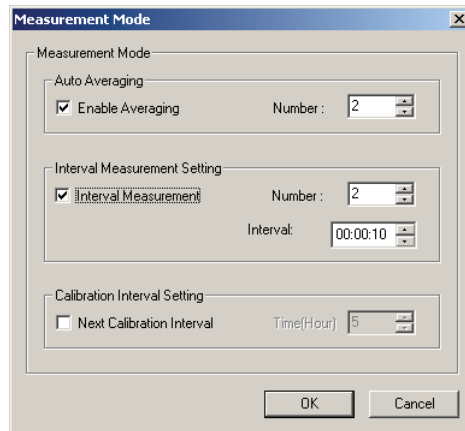 Measurement Mode
Measurement Mode
Auto Averaging
Enable Averaging Number : 2
Interval Measurement Setting
Interval Measurement Number : 2
Interval: 00:00:10
Calibration Interval Setting
Next Calibration Interval Time(Hour) 5
OK Cancel